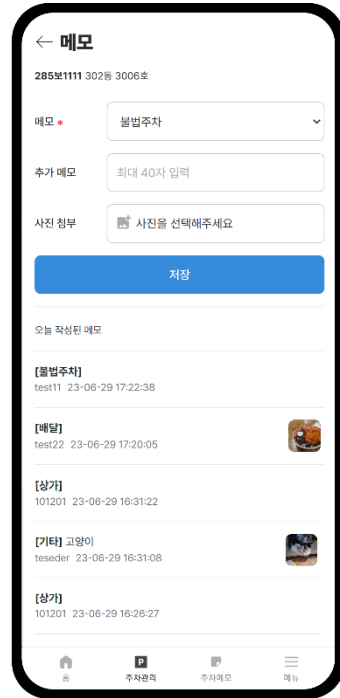 ← 메모
285보1111 302동 3006호
메모 *
불법주차
추가 메모
최대 40자 입력
사진 첨부
사진을 선택해주세요
저장
오늘 작성된 메모
[불법주차]
test11 23-06-29 17:22:38
[배달]
test22 23-06-29 17:20:05
[상가]
101201 23-06-29 16:31:22
[기타] 고양이
teseder 23-06-29 16:31:08
[상가]
101201 23-06-29 16:26:27
홈 P 주차관리 주차메모 메뉴